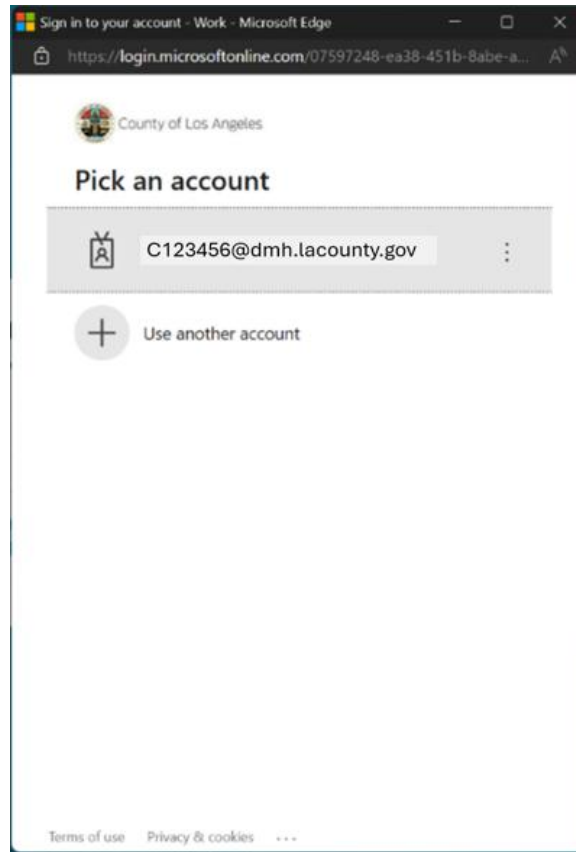 Sign in to your account - Work - Microsoft Edge
https://login.microsoftonline.com/07597248-ea38-451b-8abe-a...
County of Los Angeles
Pick an account
C123456@dmh.lacounty.gov
Use another account
Terms of use Privacy & cookies ...